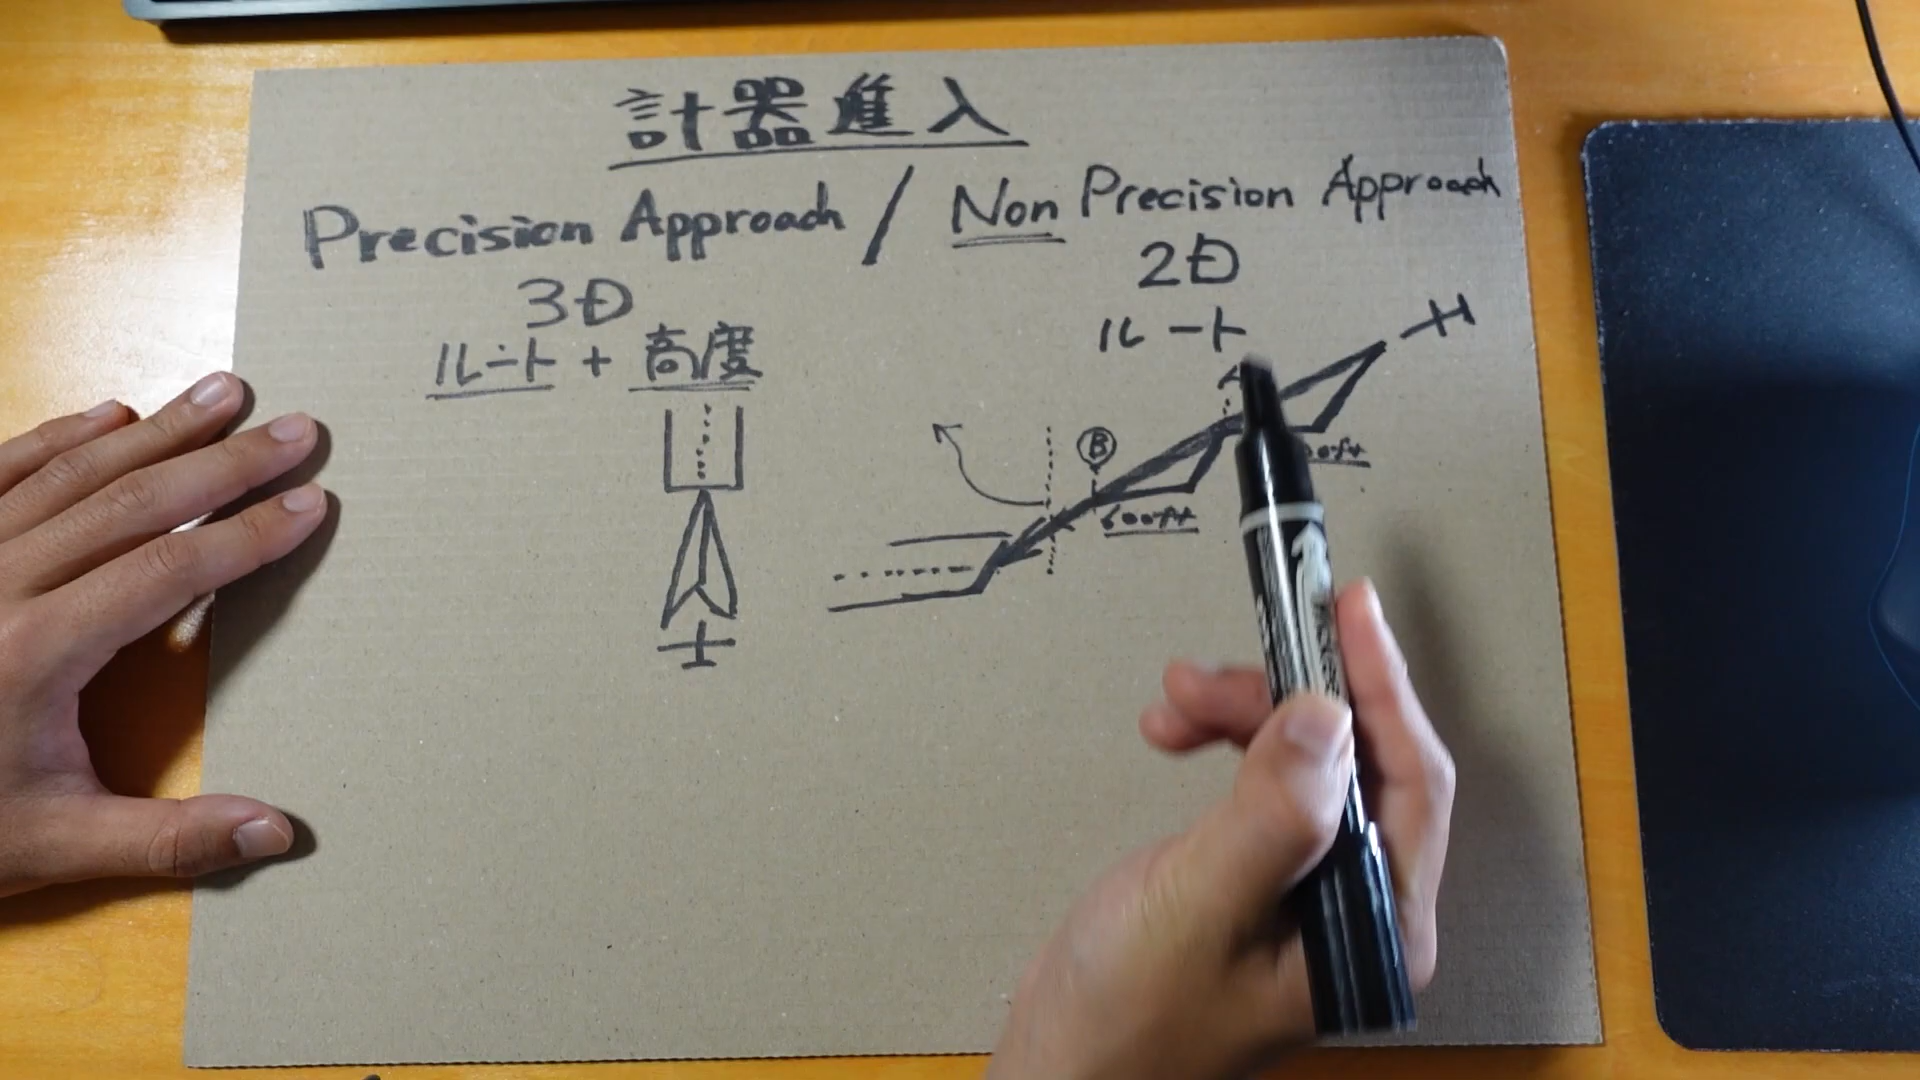 計器進入
Precision Approach / Non Precision Approach
3D
ルート + 高度
2D
ルート
B
600ft